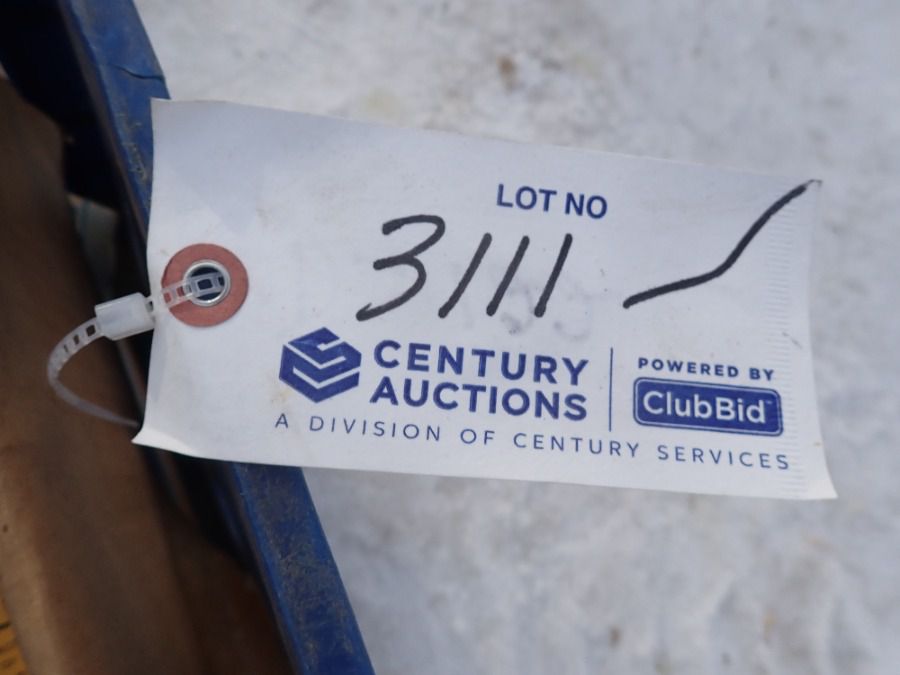 LOT NO
3111
CENTURY AUCTIONS
A DIVISION OF CENTURY SERVICES
POWERED BY
ClubBid